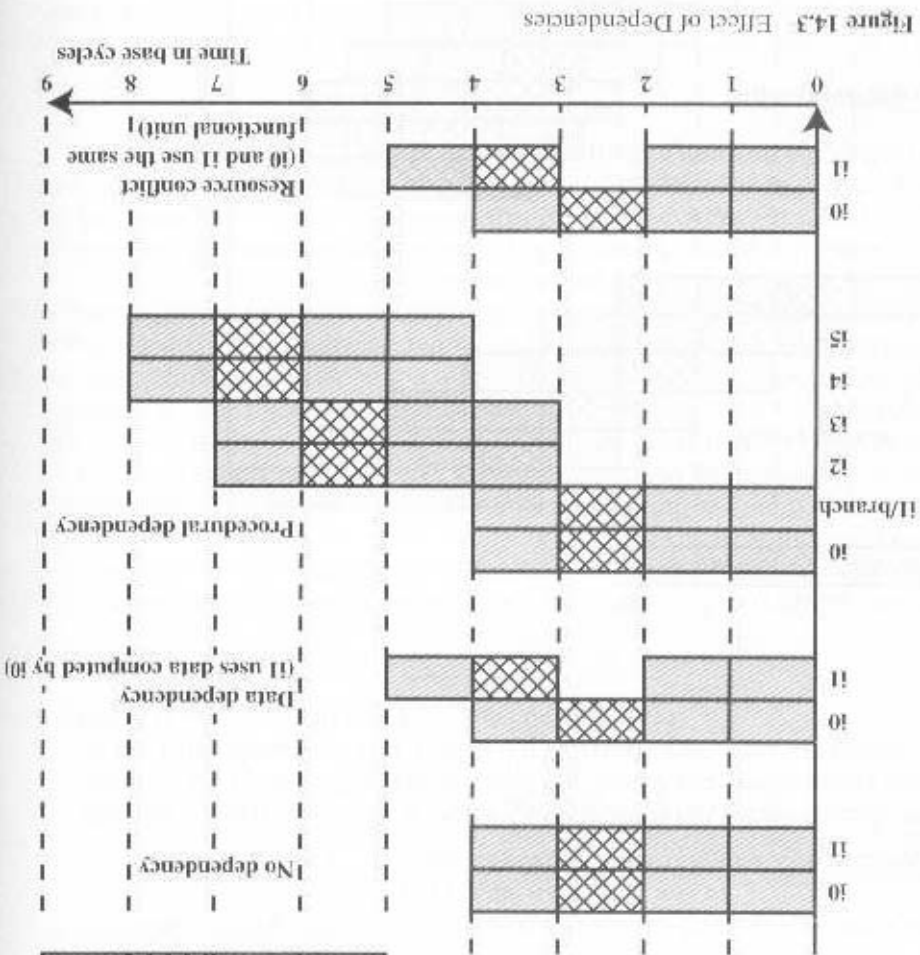 i0
i1
No dependency
i0
i1
Data dependency
(i1 uses data computed by i0)
i0
i1/branch
i2
i3
i4
i5
Procedural dependency
i0
i1
Resource conflict
(i0 and i1 use the same
functional unit)
0 1 2 3 4 5 6 7 8 9
Time in base cycles
Figure 14.3 Effect of Dependencies